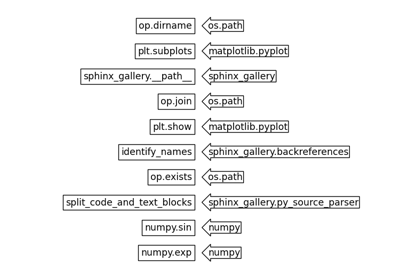 op.dirname os.path
plt.subplots matplotlib.pyplot
sphinx_gallery.__path__ sphinx_gallery
op.join os.path
plt.show matplotlib.pyplot
identify_names sphinx_gallery.backreferences
op.exists os.path
split_code_and_text_blocks sphinx_gallery.py_source_parser
numpy.sin numpy
numpy.exp numpy